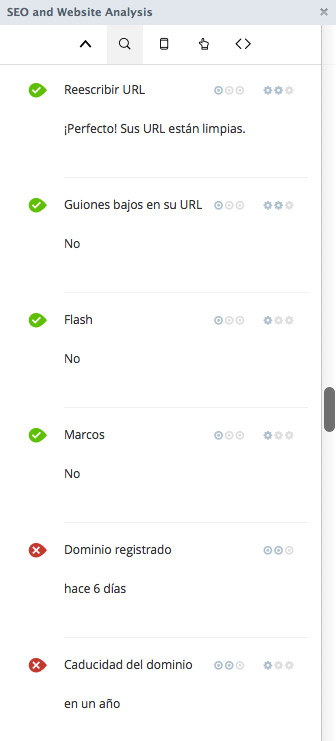 SEO and Website Analysis
Reescribir URL
¡Perfecto! Sus URL están limpias.
Guiones bajos en su URL
No
Flash
No
Marcos
No
Dominio registrado
hace 6 días
Caducidad del dominio
en un año